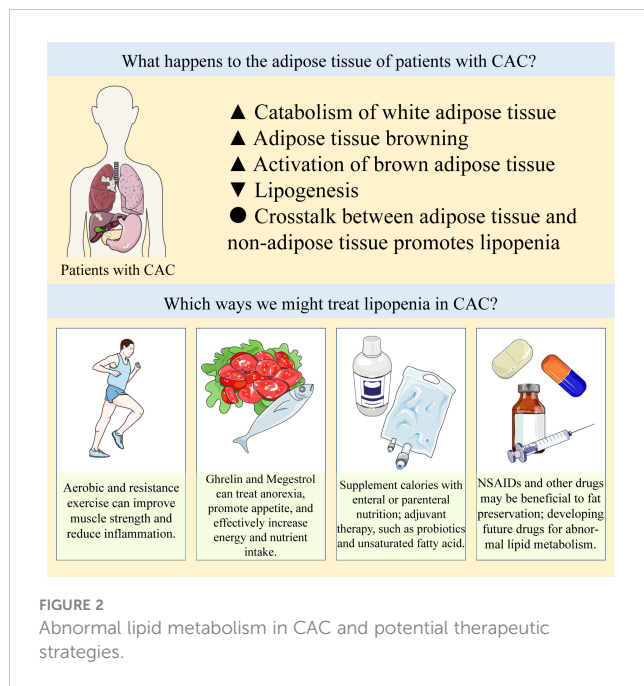 What happens to the adipose tissue of patients with CAC?
▲ Catabolism of white adipose tissue
▲ Adipose tissue browning
▲ Activation of brown adipose tissue
▼ Lipogenesis
● Crosstalk between adipose tissue and
non-adipose tissue promotes lipopenia
Patients with CAC
Which ways we might treat lipopenia in CAC?
Aerobic and resistance
exercise can improve
muscle strength and
reduce inflammation.
Ghrelin and Megestrol
can treat anorexia,
promote appetite, and
effectively increase
energy and nutrient
intake.
Supplement calories with
enteral or parenteral
nutrition; adjuvant
therapy, such as probiotics
and unsaturated fatty acid.
NSAIDs and other drugs
may be beneficial to fat
preservation; developing
future drugs for abnor-
mal lipid metabolism.
FIGURE 2
Abnormal lipid metabolism in CAC and potential therapeutic
strategies.